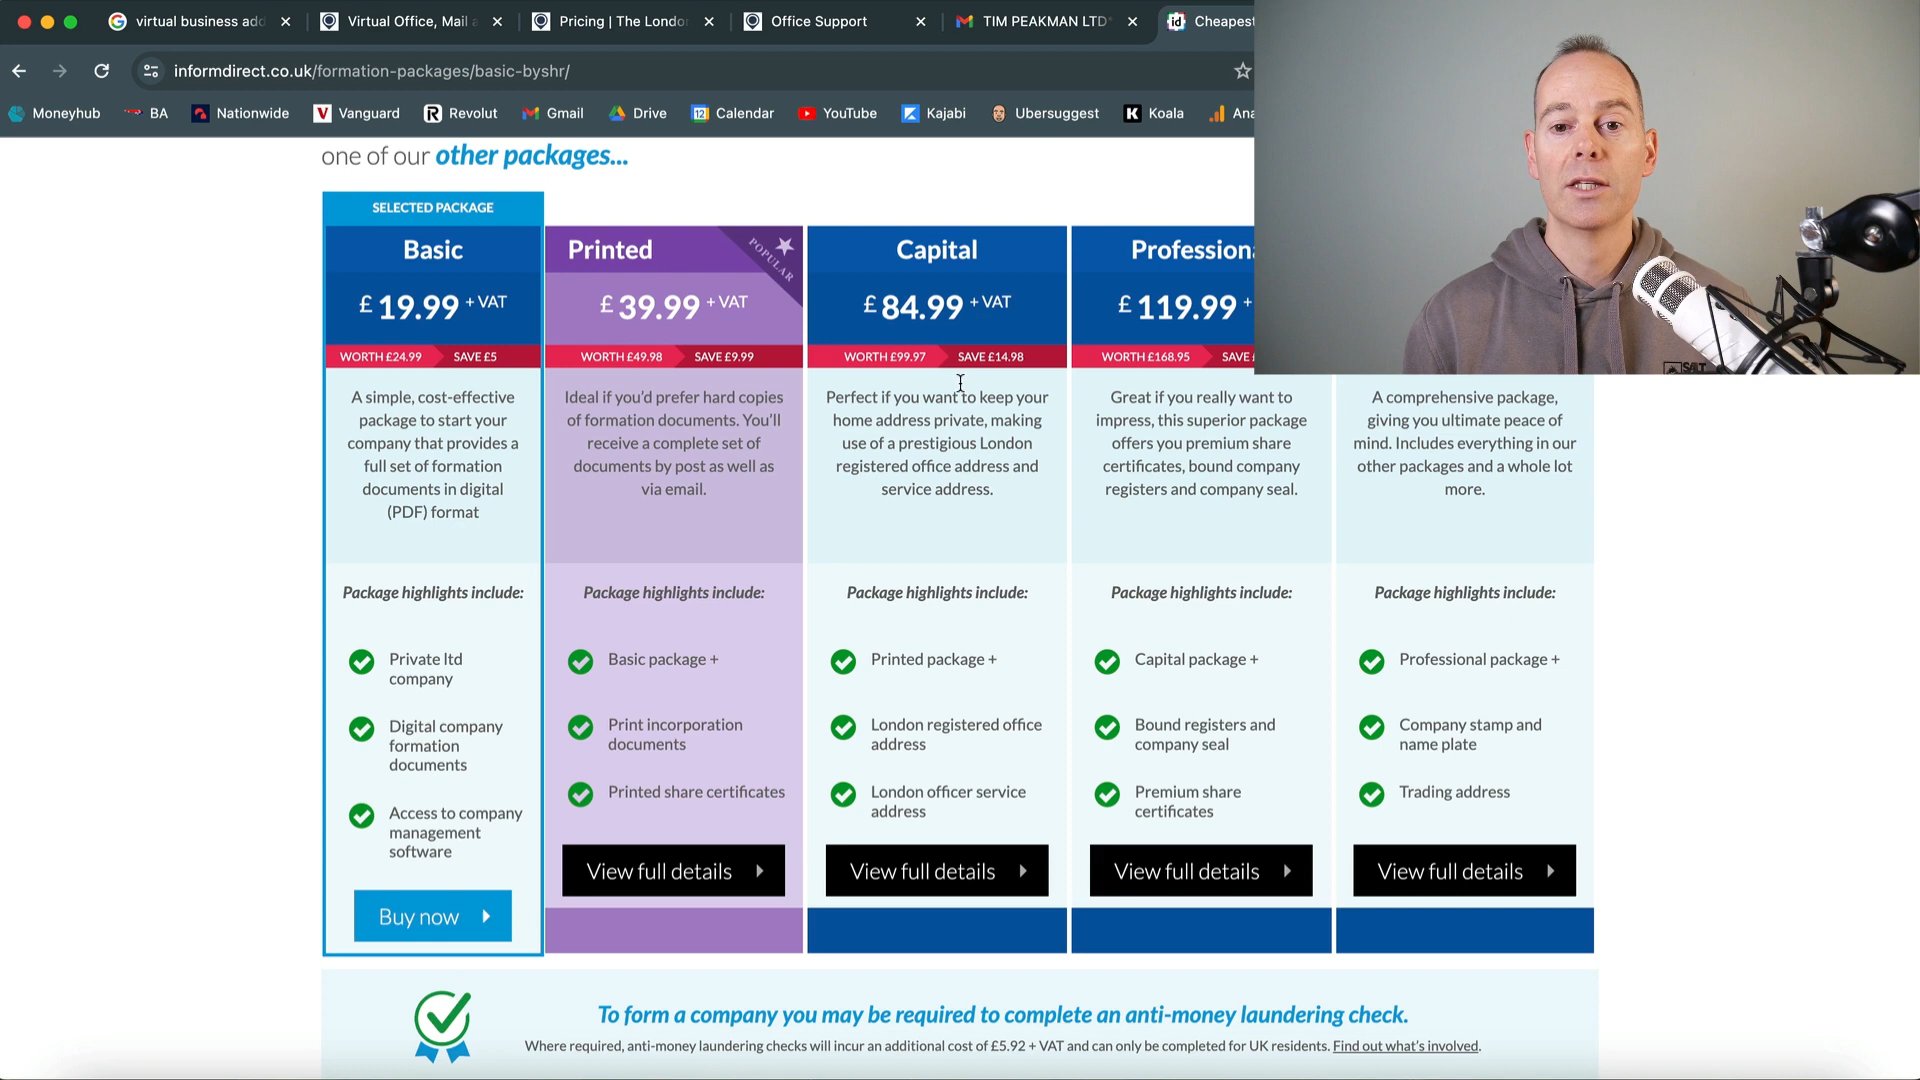 virtual business add
Virtual Office, Mail a
Pricing | The Londo
Office Support
TIM PEAKMAN LTD"
Cheapest
informdirect.co.uk/formation-packages/basic-byshr/
Moneyhub
BA
Nationwide
Vanguard
Revolut
Gmail
Drive
Calendar
YouTube
Kajabi
Ubersuggest
Koala
Ana
one of our other packages...
SELECTED PACKAGE
Basic
£19.99 + VAT
WORTH £24.99 SAVE £5
A simple, cost-effective
package to start your
company that provides a
full set of formation
documents in digital
(PDF) format
Package highlights include:
Private ltd
company
Digital company
formation
documents
Access to company
management
software
Buy now
Printed
POPULAR
£39.99 + VAT
WORTH £49.98 SAVE £9.99
Ideal if you'd prefer hard copies
of formation documents. You'll
receive a complete set of
documents by post as well as
via email.
Package highlights include:
Basic package +
Print incorporation
documents
Printed share certificates
View full details
Capital
£84.99 + VAT
WORTH £99.97 SAVE £14.98
Perfect if you want to keep your
home address private, making
use of a prestigious London
registered office address and
service address.
Package highlights include:
Printed package +
London registered office
address
London officer service
address
View full details
Professiona
£119.99 +
WORTH £168.95 SAVE £
Great if you really want to
impress, this superior package
offers you premium share
certificates, bound company
registers and company seal.
Package highlights include:
Capital package +
Bound registers and
company seal
Premium share
certificates
View full details
A comprehensive package,
giving you ultimate peace of
mind. Includes everything in our
other packages and a whole lot
more.
Package highlights include:
Professional package +
Company stamp and
name plate
Trading address
View full details
To form a company you may be required to complete an anti-money laundering check.
Where required, anti-money laundering checks will incur an additional cost of £5.92 + VAT and can only be completed for UK residents. Find out what's involved.